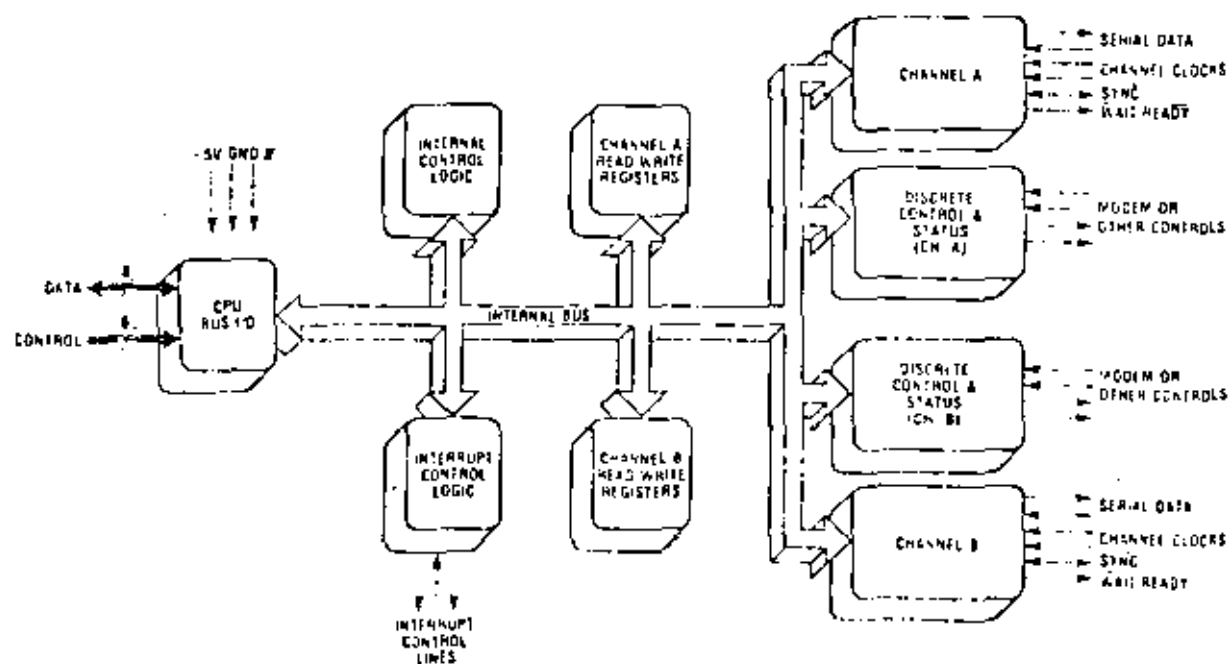 CHANNEL A
SERIAL DATA
CHANNEL CLOCKS
SYNC
WAIT READY
INTERNAL
CONTROL
LOGIC
CHANNEL A
READ WRITE
REGISTERS
5V GND
DISCRETE
CONTROL &
STATUS
(CH. A)
MODEM OR
OTHER CONTROLS
DATA
CONTROL
CPU
BUS I/O
INTERNAL BUS
DISCRETE
CONTROL &
STATUS
(CH. B)
MODEM OR
OTHER CONTROLS
INTERRUPT
CONTROL
LOGIC
CHANNEL B
READ WRITE
REGISTERS
CHANNEL B
SERIAL DATA
CHANNEL CLOCKS
SYNC
WAIT READY
INTERRUPT
CONTROL
LINES